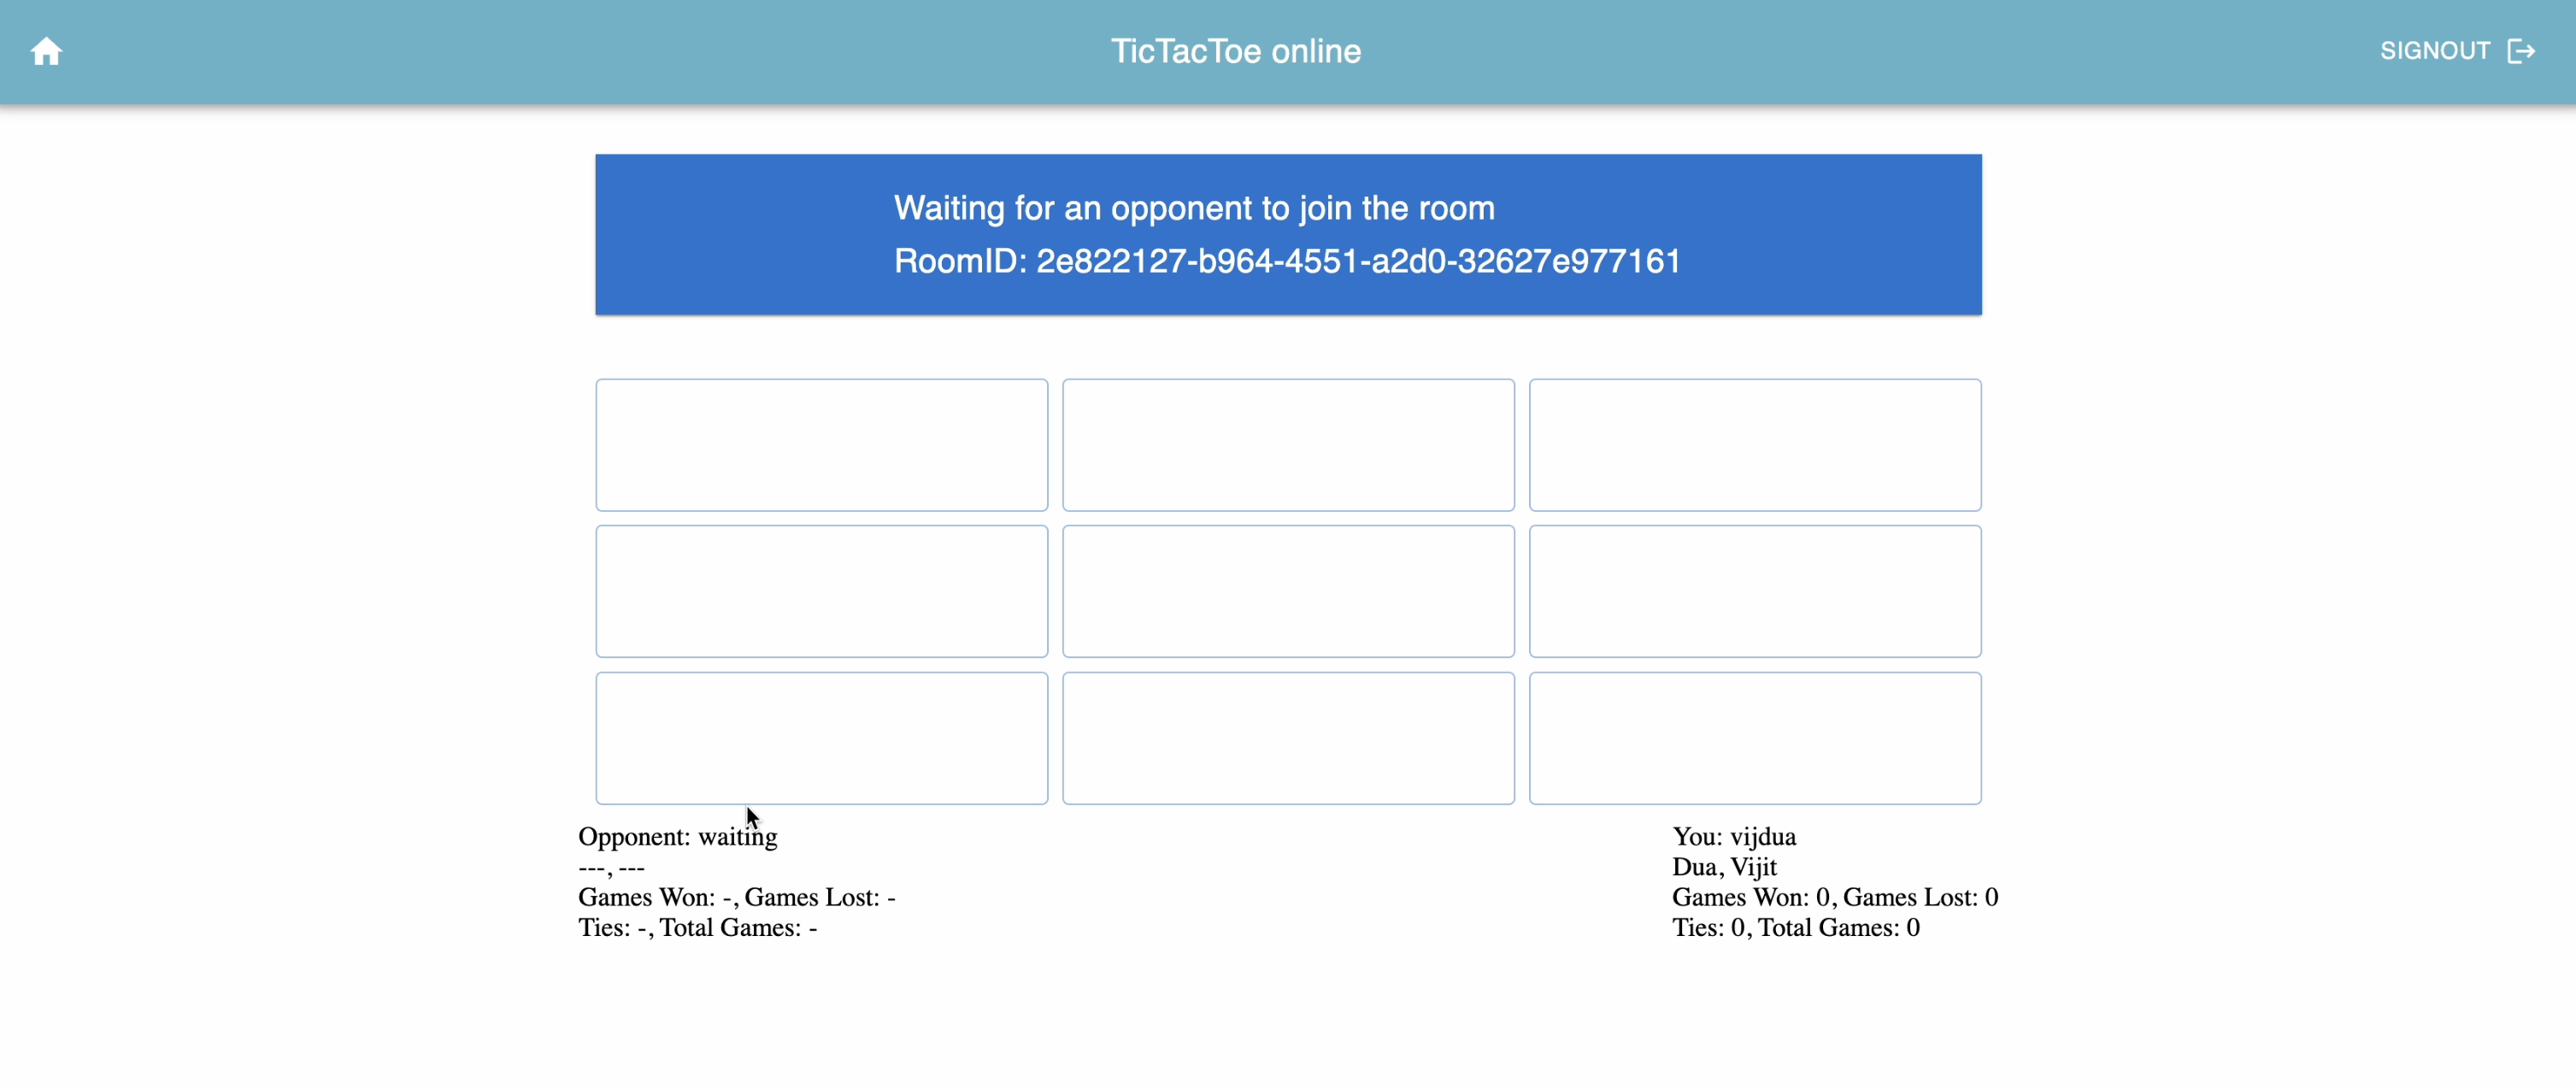 TicTacToe online
SIGNOUT
Waiting for an opponent to join the room
RoomID: 2e822127-b964-4551-a2d0-32627e977161
Opponent: waiting
---, ---
Games Won: -, Games Lost: -
Ties: -, Total Games: -
You: vijdua
Dua, Vijit
Games Won: 0, Games Lost: 0
Ties: 0, Total Games: 0